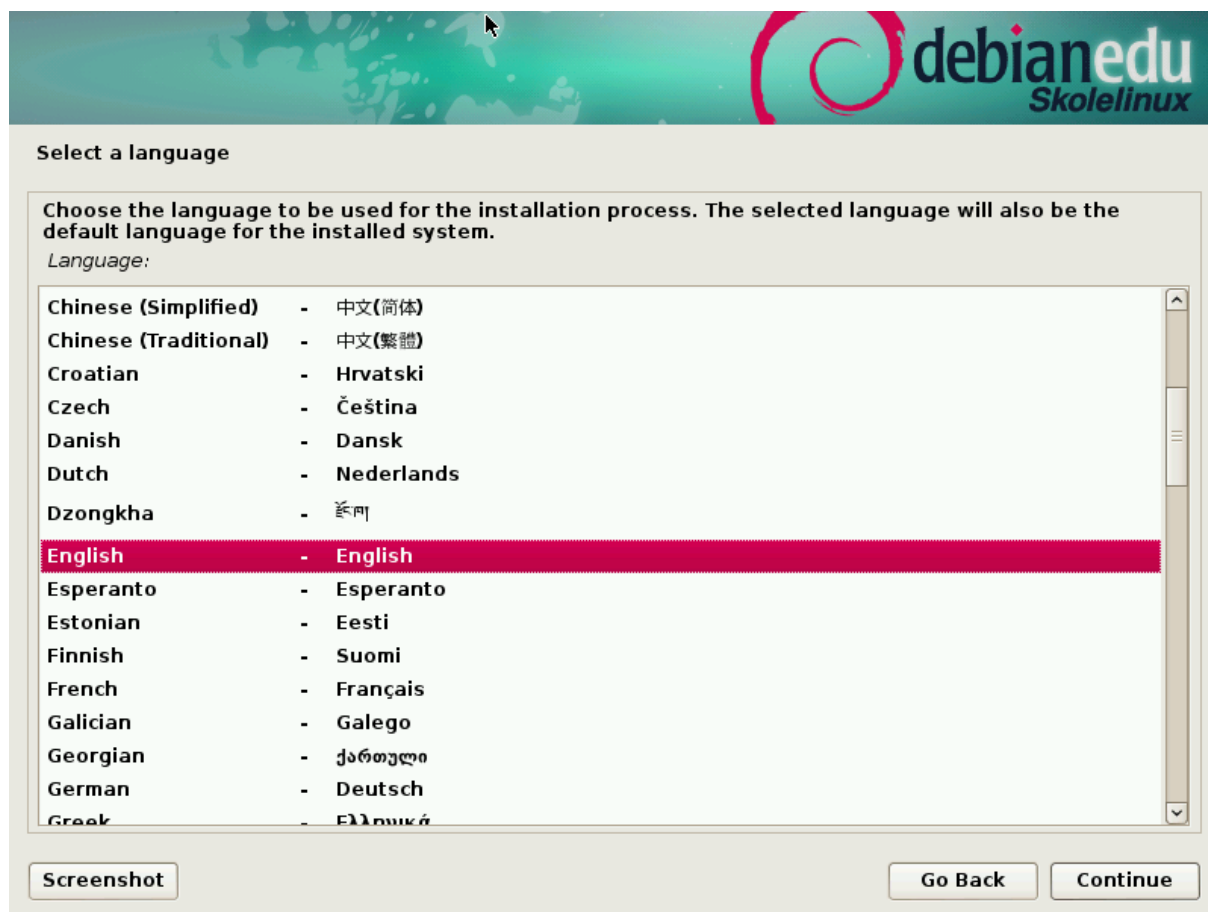 debianedu
Skolelinux
Select a language
Choose the language to be used for the installation process. The selected language will also be the
default language for the installed system.
Language:
Chinese (Simplified) - 中文(简体)
Chinese (Traditional) - 中文(繁體)
Croatian - Hrvatski
Czech - Čeština
Danish - Dansk
Dutch - Nederlands
Dzongkha - རྫོང་ཁ།
English - English
Esperanto - Esperanto
Estonian - Eesti
Finnish - Suomi
French - Français
Galician - Galego
Georgian - ქართული
German - Deutsch
Greek - Ελληνικά
Screenshot Go Back Continue